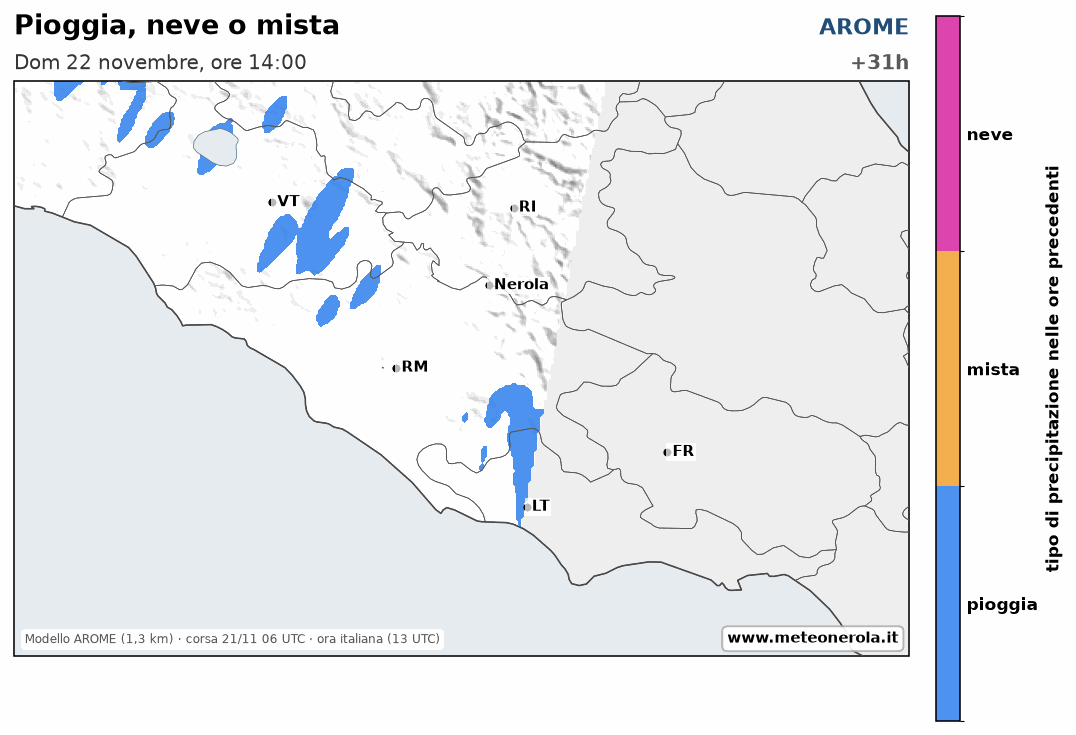 Pioggia, neve o mista
AROME
Dom 22 novembre, ore 14:00
+31h
neve
VT
RI
Nerola
RM
mista
FR
LT
pioggia
tipo di precipitazione nelle ore precedenti
Modello AROME (1,3 km) · corsa 21/11 06 UTC · ora italiana (13 UTC)
www.meteonerola.it